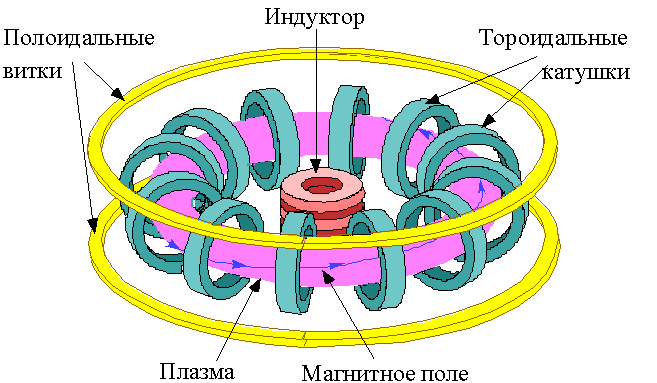 Индуктор
Полоидальные
витки
Тороидальные
катушки
Плазма
Магнитное поле